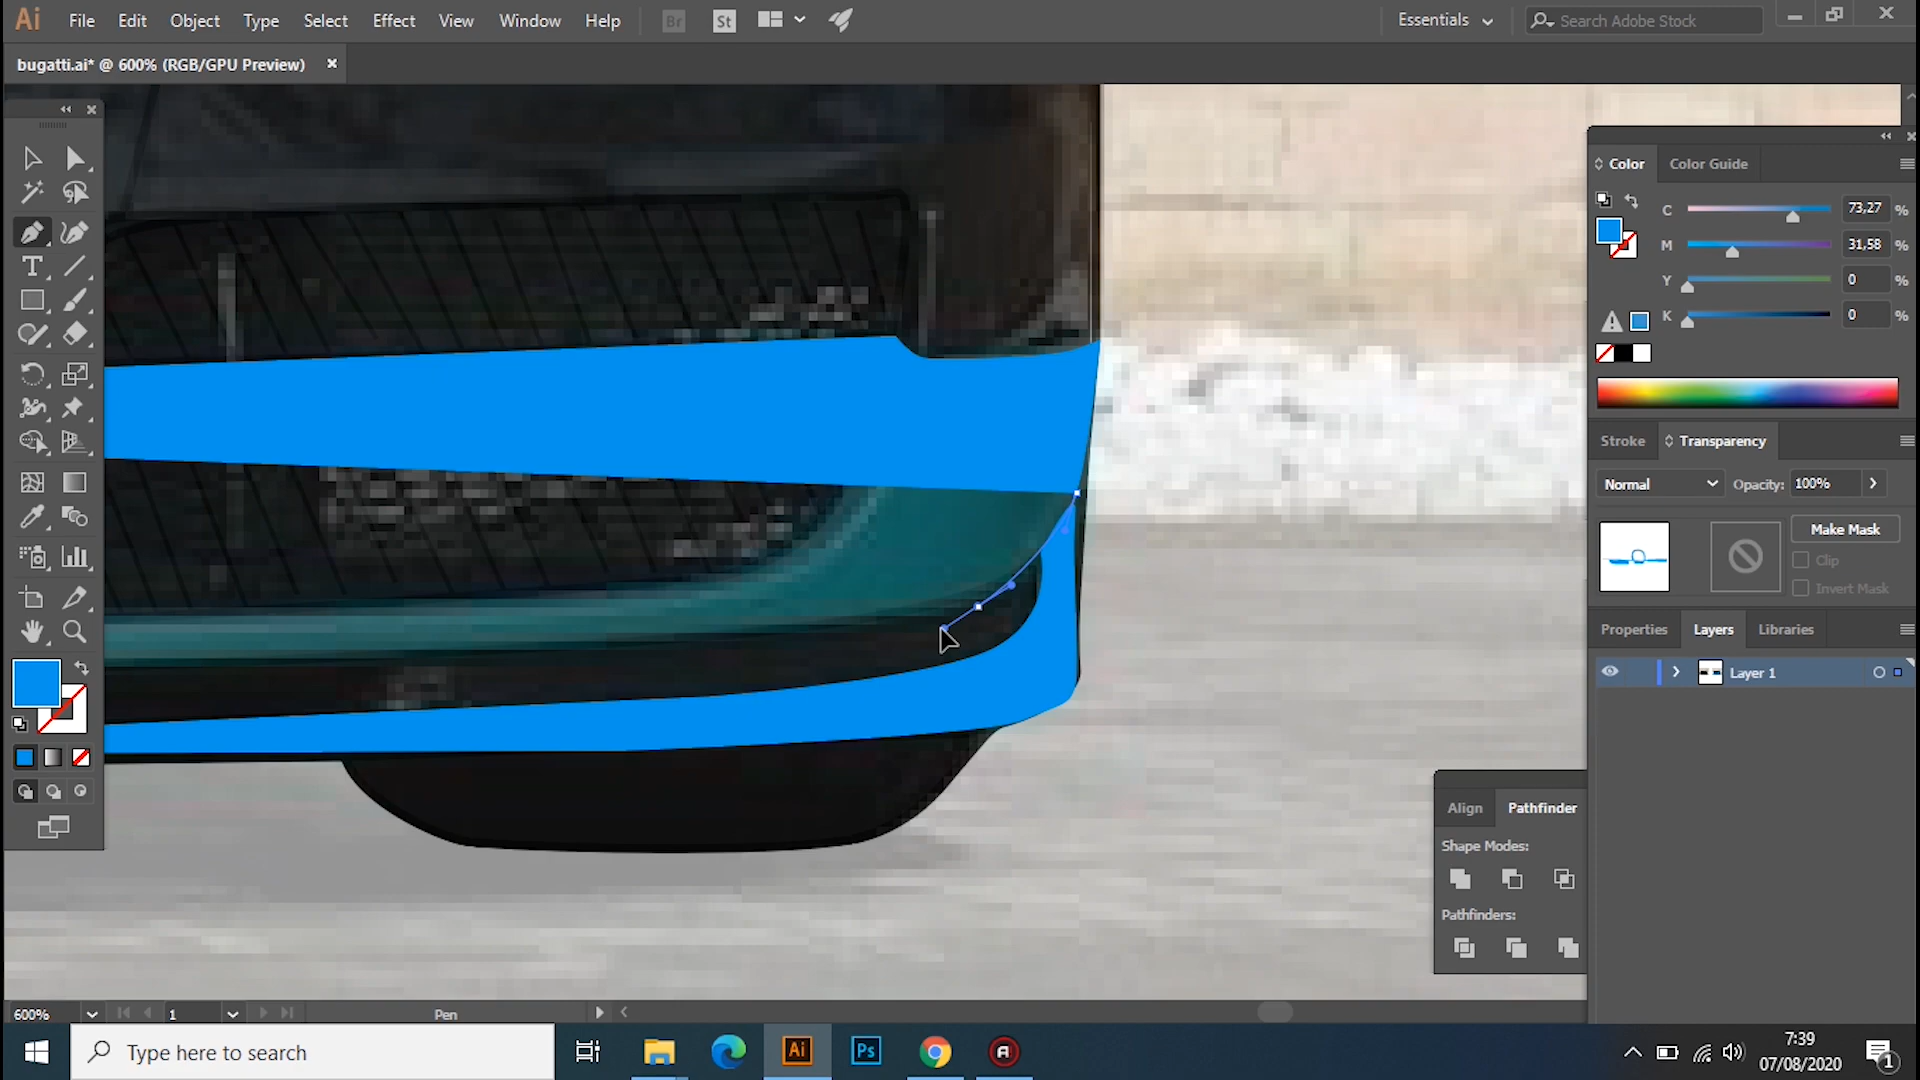 Ai File Edit Object Type Select Effect View Window Help Br St Essentials Search Adobe Stock
bugatti.ai* @ 600% (RGB/GPU Preview)
Color Color Guide
C 73,27 %
M 31,58 %
Y 0 %
K 0 %
Stroke Transparency
Normal Opacity: 100%
Make Mask
Clip
Invert Mask
Properties Layers Libraries
Layer 1
Align Pathfinder
Shape Modes:
Pathfinders:
600% 1 Pen
Type here to search
Ai Ps
7:39
07/08/2020
1